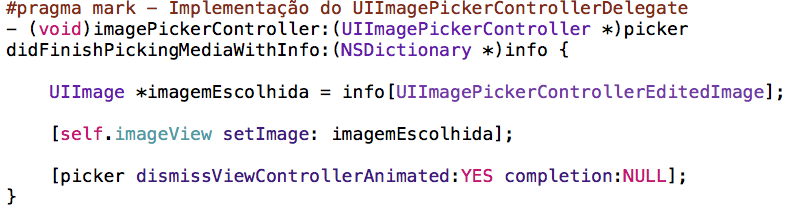 #pragma mark – Implementação do UIImagePickerControllerDelegate
– (void)imagePickerController:(UIImagePickerController *)picker
didFinishPickingMediaWithInfo:(NSDictionary *)info {
UIImage *imagemEscolhida = info[UIImagePickerControllerEditedImage];
[self.imageView setImage: imagemEscolhida];
[picker dismissViewControllerAnimated:YES completion:NULL];
}